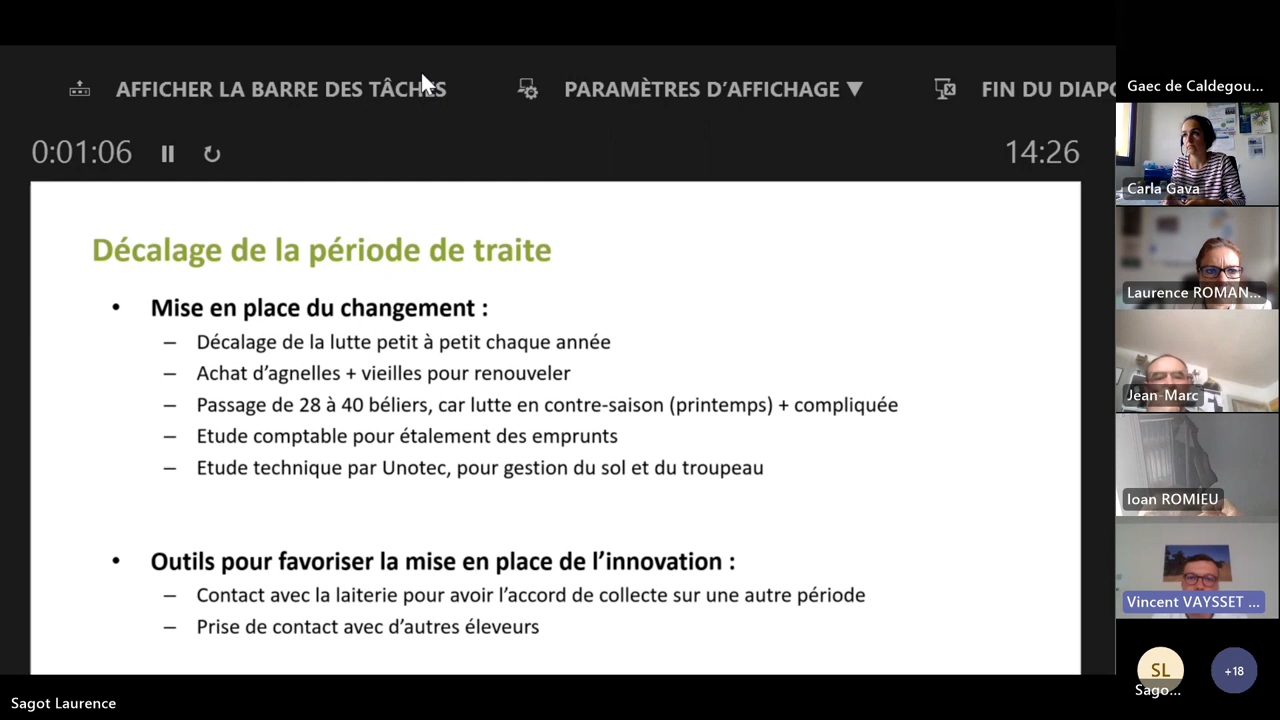 AFFICHER LA BARRE DES TÂCHES PARAMÈTRES D'AFFICHAGE ▼ FIN DU DIAPO
0:01:06 14:26
Décalage de la période de traite
• Mise en place du changement :
– Décalage de la lutte petit à petit chaque année
– Achat d'agnelles + vieilles pour renouveler
– Passage de 28 à 40 béliers, car lutte en contre-saison (printemps) + compliquée
– Etude comptable pour étalement des emprunts
– Etude technique par Unotec, pour gestion du sol et du troupeau
• Outils pour favoriser la mise en place de l'innovation :
– Contact avec la laiterie pour avoir l'accord de collecte sur une autre période
– Prise de contact avec d'autres éleveurs
Gaec de Caldegou...
Carla Gava
Laurence ROMAN...
Jean-Marc
Ioan ROMIEU
Vincent VAYSSET ...
SL +18
Sago...
Sagot Laurence